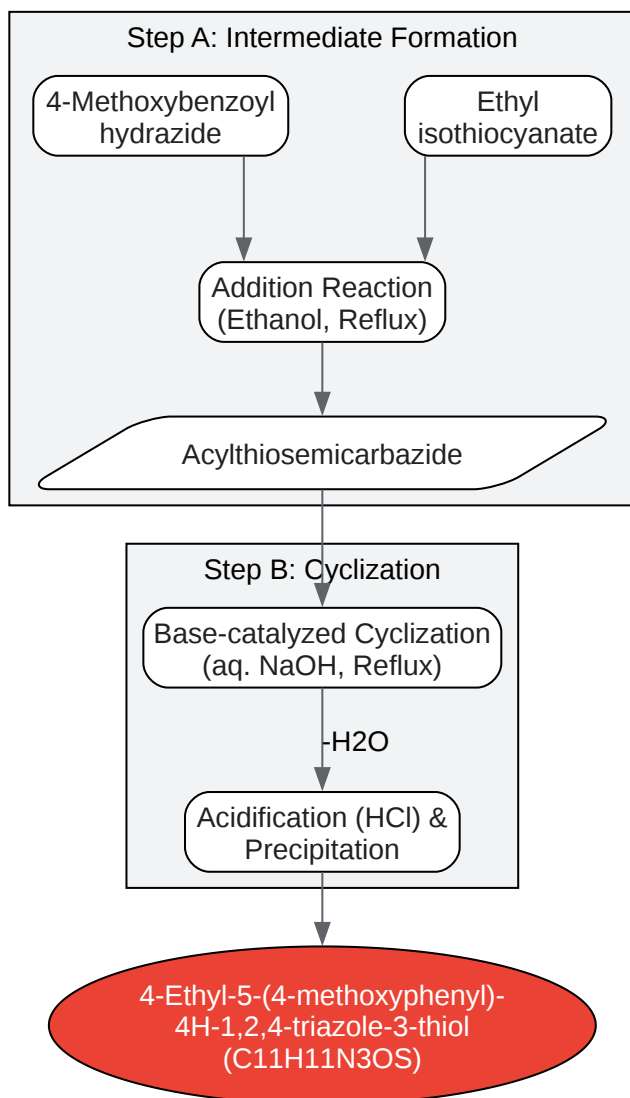 Step A: Intermediate Formation
4-Methoxybenzoyl
hydrazide
Ethyl
isothiocyanate
Addition Reaction
(Ethanol, Reflux)
Acylthiosemicarbazide
Step B: Cyclization
Base-catalyzed Cyclization
(aq. NaOH, Reflux)
-H2O
Acidification (HCl) &
Precipitation
4-Ethyl-5-(4-methoxyphenyl)-
4H-1,2,4-triazole-3-thiol
(C11H11N3OS)